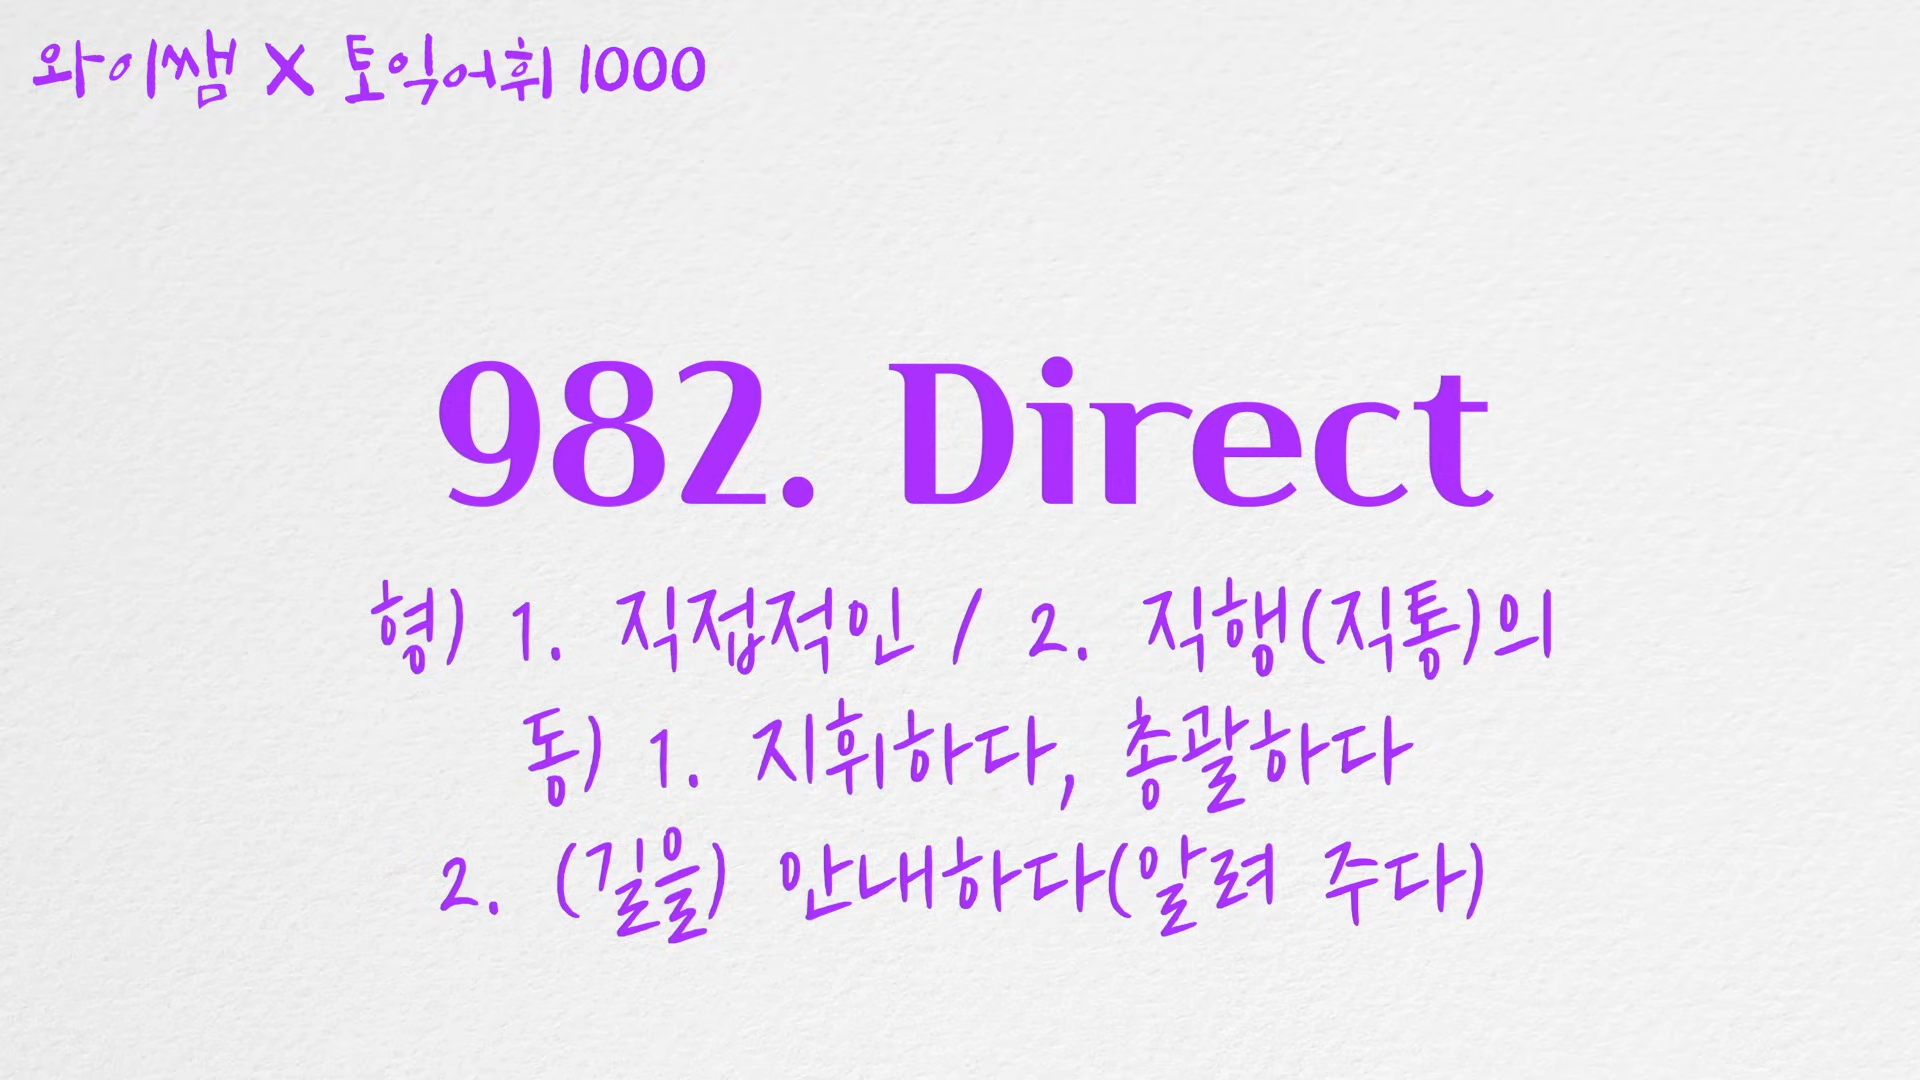 와이쌤 X 토익어휘 1000
982. Direct
형) 1. 직접적인 / 2. 직행(직통)의
동) 1. 지휘하다, 총괄하다
2. (길을) 안내하다(알려 주다)